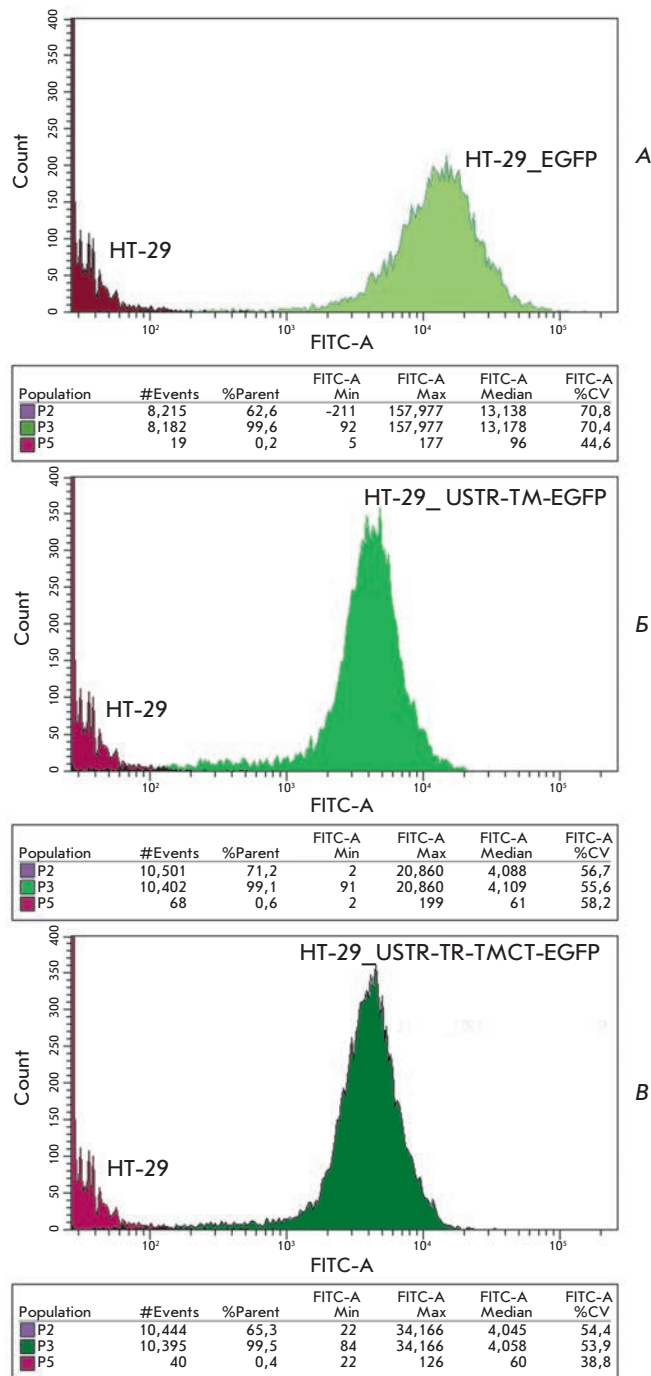 400
350
300
250
200
150
100
50
0
Count
HT-29_EGFP
HT-29
А
10² 10³ 10⁴ 10⁵
FITC-A
FITC-A FITC-A FITC-A FITC-A
Population #Events %Parent Min Max Median %CV
P2 8,215 62,6 -211 157,977 13,138 70,8
P3 8,182 99,6 92 157,977 13,178 70,4
P5 19 0,2 5 177 96 44,6
400
350
300
250
200
150
100
50
0
Count
HT-29_ USTR-TM-EGFP
HT-29
Б
10² 10³ 10⁴ 10⁵
FITC-A
FITC-A FITC-A FITC-A FITC-A
Population #Events %Parent Min Max Median %CV
P2 10,501 71,2 2 20,860 4,088 56,7
P3 10,402 99,1 91 20,860 4,109 55,6
P5 68 0,6 2 199 61 58,2
400
350
300
250
200
150
100
50
0
Count
HT-29_USTR-TR-TMCT-EGFP
HT-29
В
10² 10³ 10⁴ 10⁵
FITC-A
FITC-A FITC-A FITC-A FITC-A
Population #Events %Parent Min Max Median %CV
P2 10,444 65,3 22 34,166 4,045 54,4
P3 10,395 99,5 84 34,166 4,058 53,9
P5 40 0,4 22 126 60 38,8